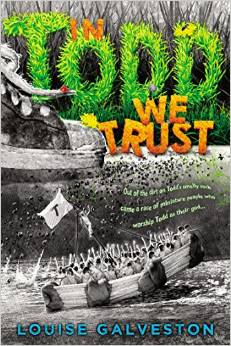 IN
TODD
WE
TRUST
Out of the dirt on Todd's smelly sock
came a race of miniature people who
worship Todd as their god...
T
LOUISE GALVESTON